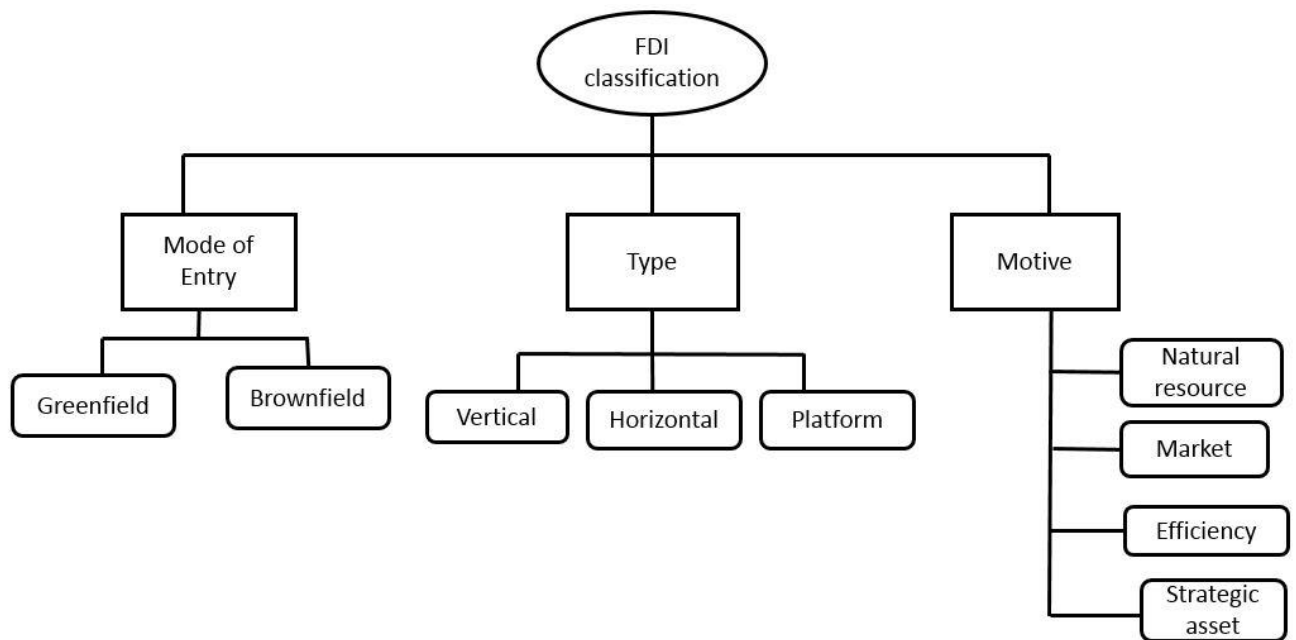 FDI
classification
Mode of
Entry
Type
Motive
Greenfield
Brownfield
Vertical
Horizontal
Platform
Natural
resource
Market
Efficiency
Strategic
asset